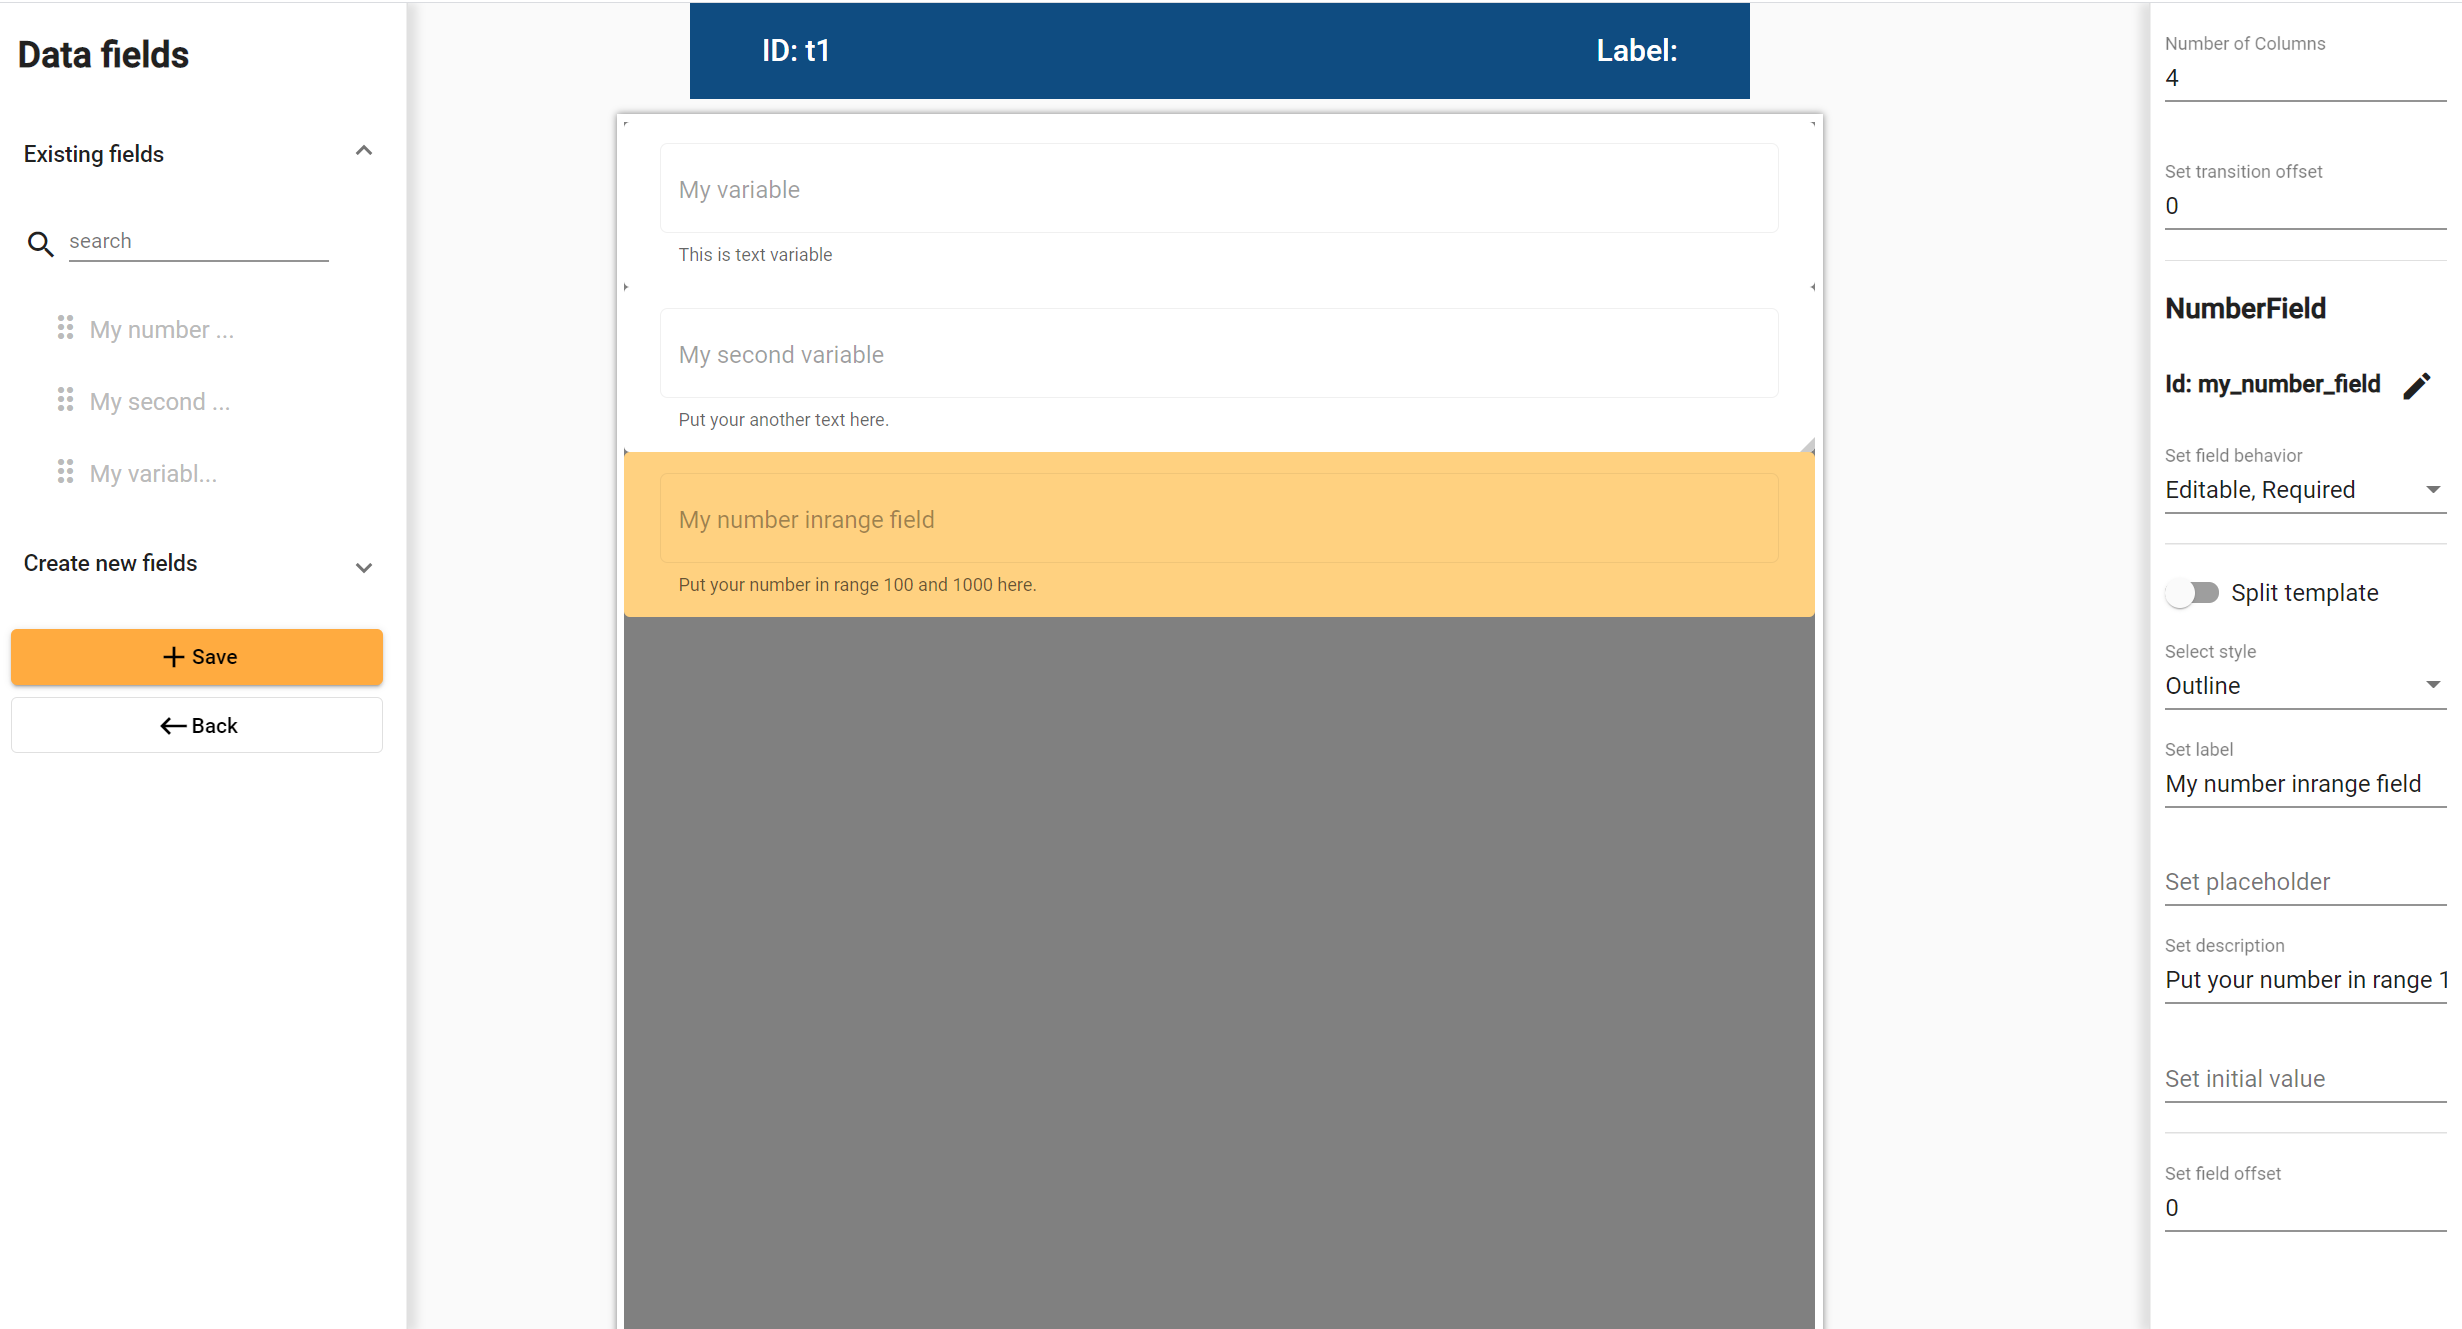 Data fields
Existing fields
search
My number ...
My second ...
My variabl...
Create new fields
Save
Back
ID: t1
Label:
My variable
This is text variable
My second variable
Put your another text here.
My number inrange field
Put your number in range 100 and 1000 here.
Number of Columns
4
Set transition offset
0
NumberField
Id: my_number_field
Set field behavior
Editable, Required
Split template
Select style
Outline
Set label
My number inrange field
Set placeholder
Set description
Put your number in range 1
Set initial value
Set field offset
0